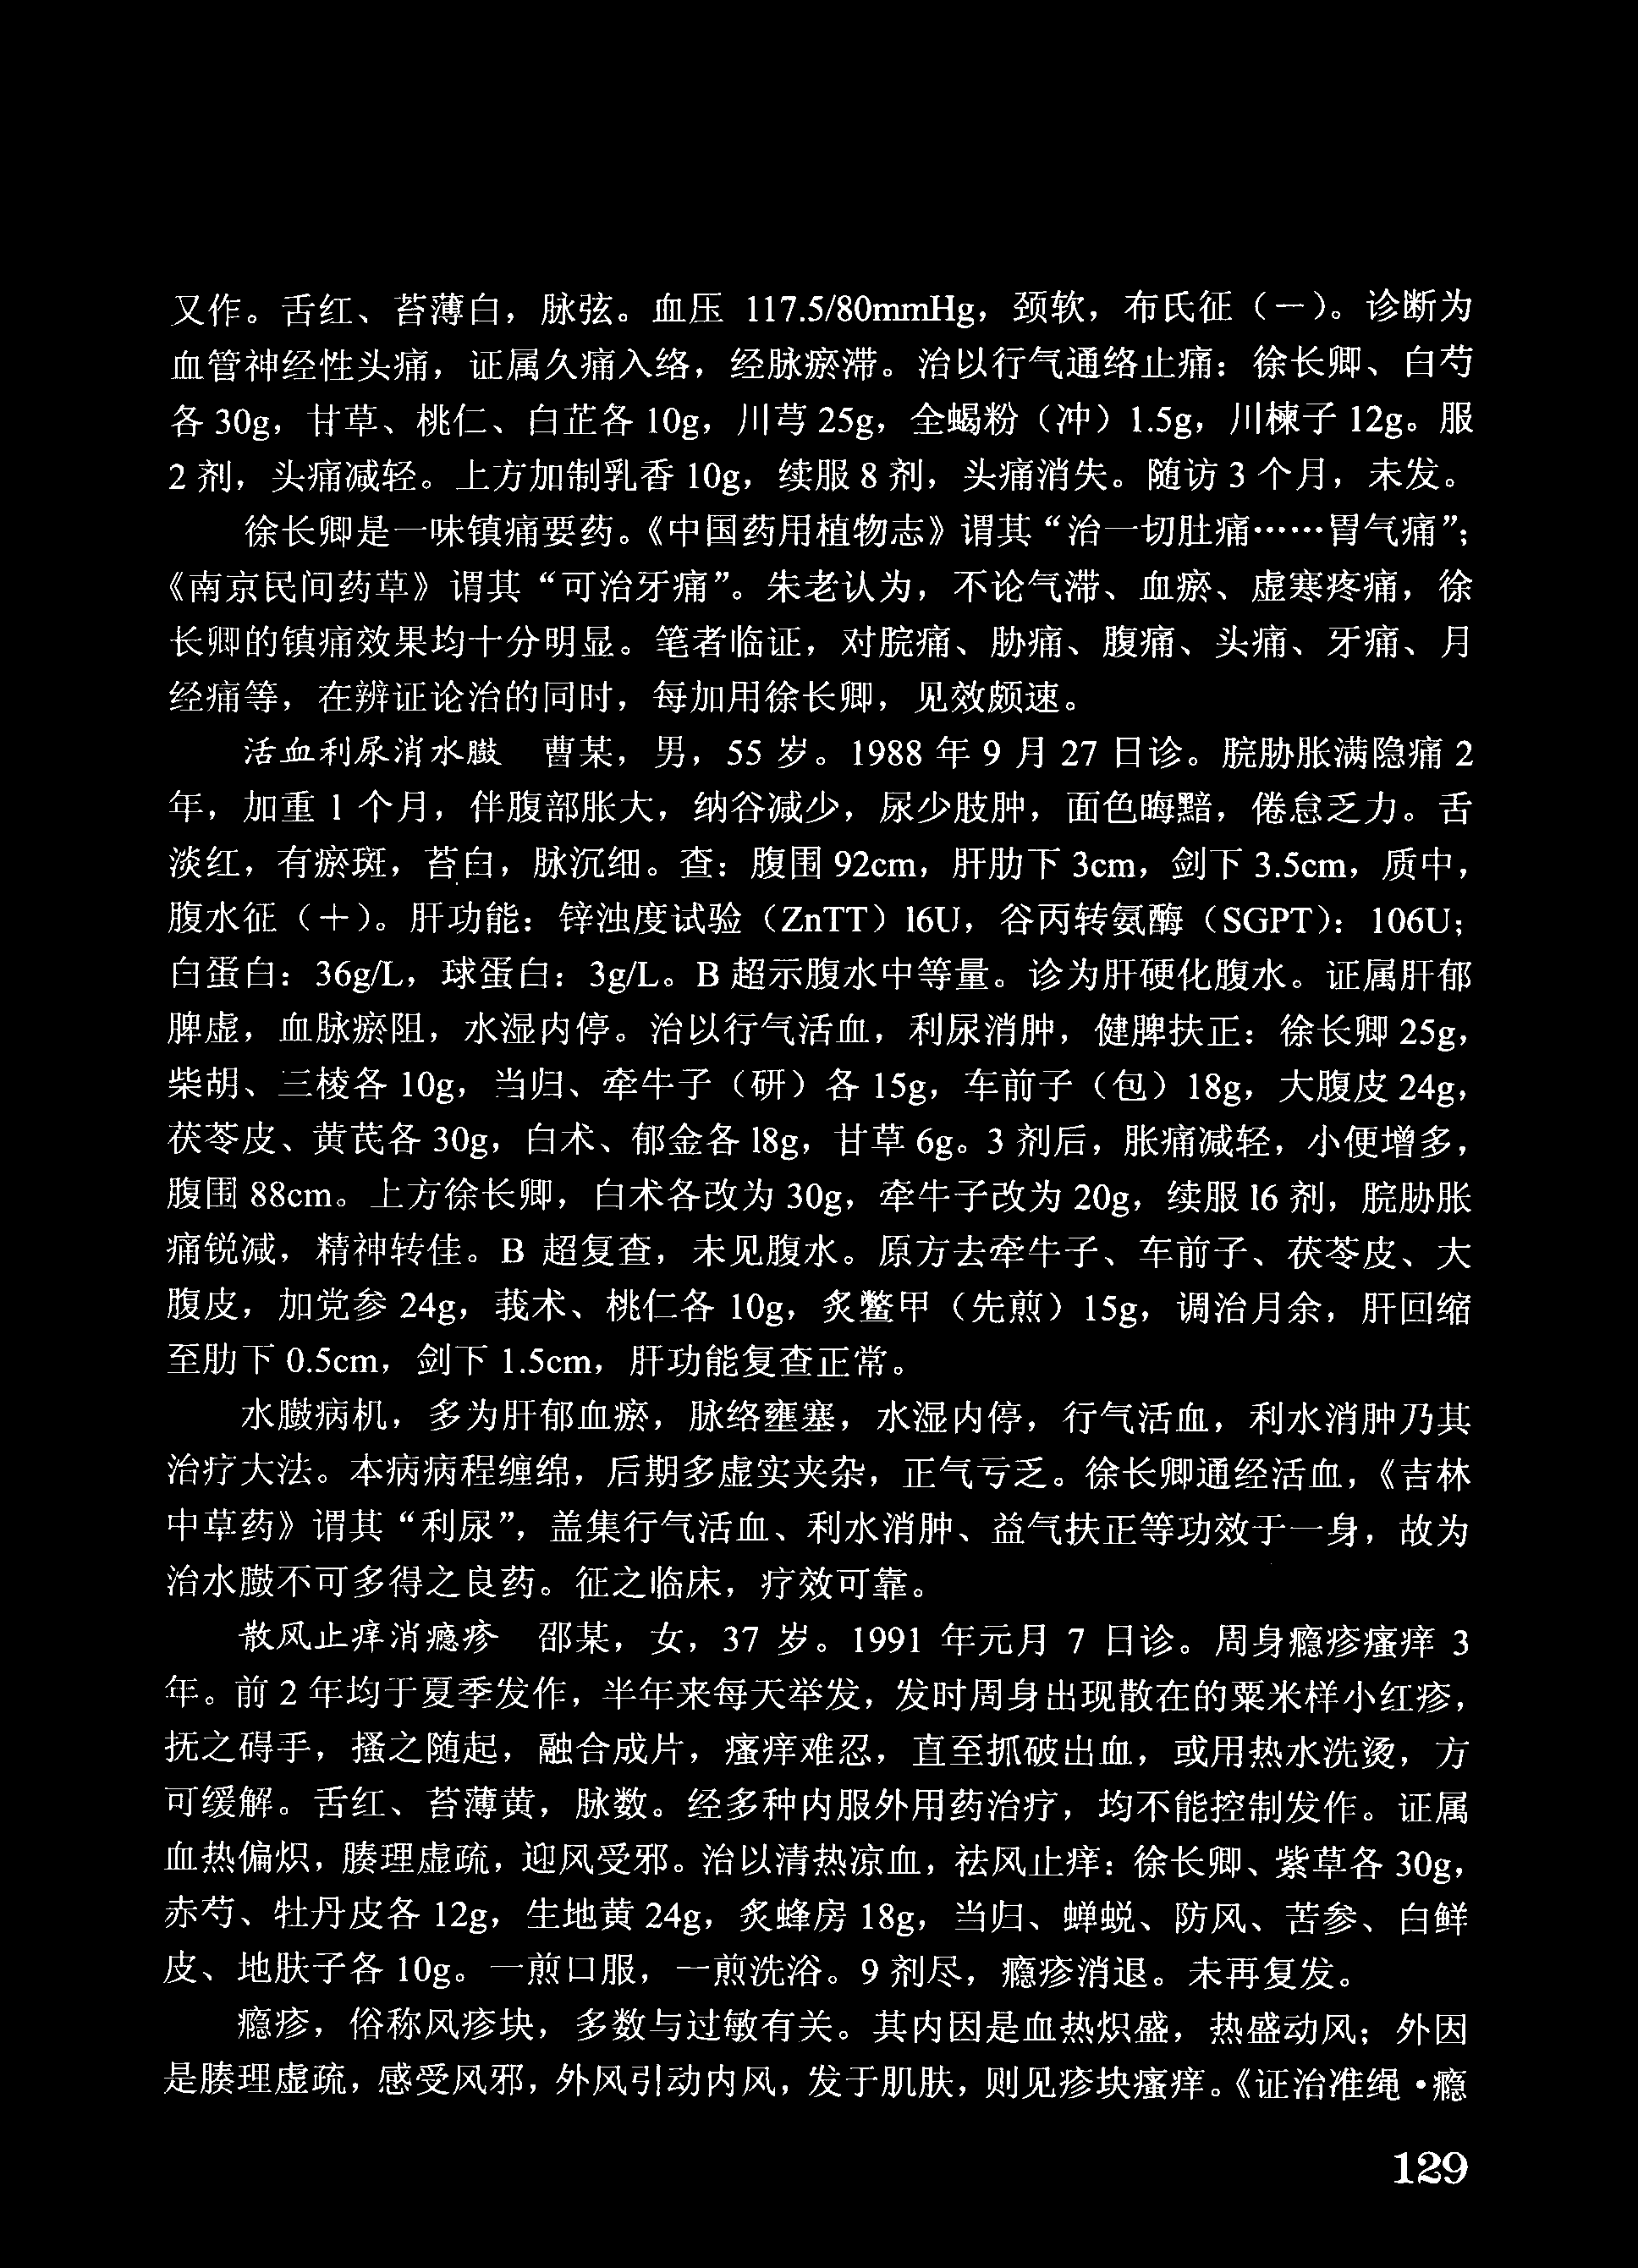 又作。舌红、苔薄白，脉弦。血压 117.5/80mmHg，颈软，布氏征（－）。诊断为
血管神经性头痛，证属久痛入络，经脉瘀滞。治以行气通络止痛：徐长卿、白芍
各 30g，甘草、桃仁、白芷各 10g，川芎 25g，全蝎粉（冲）1.5g，川楝子 12g。服
2 剂，头痛减轻。上方加制乳香 10g，续服 8 剂，头痛消失。随访 3 个月，未发。
徐长卿是一味镇痛要药。《中国药用植物志》谓其“治一切肚痛……胃气痛”；
《南京民间药草》谓其“可治牙痛”。朱老认为，不论气滞、血瘀、虚寒疼痛，徐
长卿的镇痛效果均十分明显。笔者临证，对脘痛、胁痛、腹痛、头痛、牙痛、月
经痛等，在辨证论治的同时，每加用徐长卿，见效颇速。
活血利尿消水臌　曹某，男，55 岁。1988 年 9 月 27 日诊。脘胁胀满隐痛 2
年，加重 1 个月，伴腹部胀大，纳谷减少，尿少肢肿，面色晦黯，倦怠乏力。舌
淡红，有瘀斑，苔白，脉沉细。查：腹围 92cm，肝肋下 3cm，剑下 3.5cm，质中，
腹水征（＋）。肝功能：锌浊度试验（ZnTT）16U，谷丙转氨酶（SGPT）：106U；
白蛋白：36g/L，球蛋白：3g/L。B 超示腹水中等量。诊为肝硬化腹水。证属肝郁
脾虚，血脉瘀阻，水湿内停。治以行气活血，利尿消肿，健脾扶正：徐长卿 25g，
柴胡、三棱各 10g，当归、牵牛子（研）各 15g，车前子（包）18g，大腹皮 24g，
茯苓皮、黄芪各 30g，白术、郁金各 18g，甘草 6g。3 剂后，胀痛减轻，小便增多，
腹围 88cm。上方徐长卿，白术各改为 30g，牵牛子改为 20g，续服 16 剂，脘胁胀
痛锐减，精神转佳。B 超复查，未见腹水。原方去牵牛子、车前子、茯苓皮、大
腹皮，加党参 24g，莪术、桃仁各 10g，炙鳖甲（先煎）15g，调治月余，肝回缩
至肋下 0.5cm，剑下 1.5cm，肝功能复查正常。
水臌病机，多为肝郁血瘀，脉络壅塞，水湿内停，行气活血，利水消肿乃其
治疗大法。本病病程缠绵，后期多虚实夹杂，正气亏乏。徐长卿通经活血，《吉林
中草药》谓其“利尿”，盖集行气活血、利水消肿、益气扶正等功效于一身，故为
治水臌不可多得之良药。征之临床，疗效可靠。
散风止痒消瘾疹　邵某，女，37 岁。1991 年元月 7 日诊。周身瘾疹瘙痒 3
年。前 2 年均于夏季发作，半年来每天举发，发时周身出现散在的粟米样小红疹，
抚之碍手，搔之随起，融合成片，瘙痒难忍，直至抓破出血，或用热水洗烫，方
可缓解。舌红、苔薄黄，脉数。经多种内服外用药治疗，均不能控制发作。证属
血热偏炽，腠理虚疏，迎风受邪。治以清热凉血，祛风止痒：徐长卿、紫草各 30g，
赤芍、牡丹皮各 12g，生地黄 24g，炙蜂房 18g，当归、蝉蜕、防风、苦参、白鲜
皮、地肤子各 10g。一煎口服，一煎洗浴。9 剂尽，瘾疹消退。未再复发。
瘾疹，俗称风疹块，多数与过敏有关。其内因是血热炽盛，热盛动风；外因
是腠理虚疏，感受风邪，外风引动内风，发于肌肤，则见疹块瘙痒。《证治准绳·瘾
129